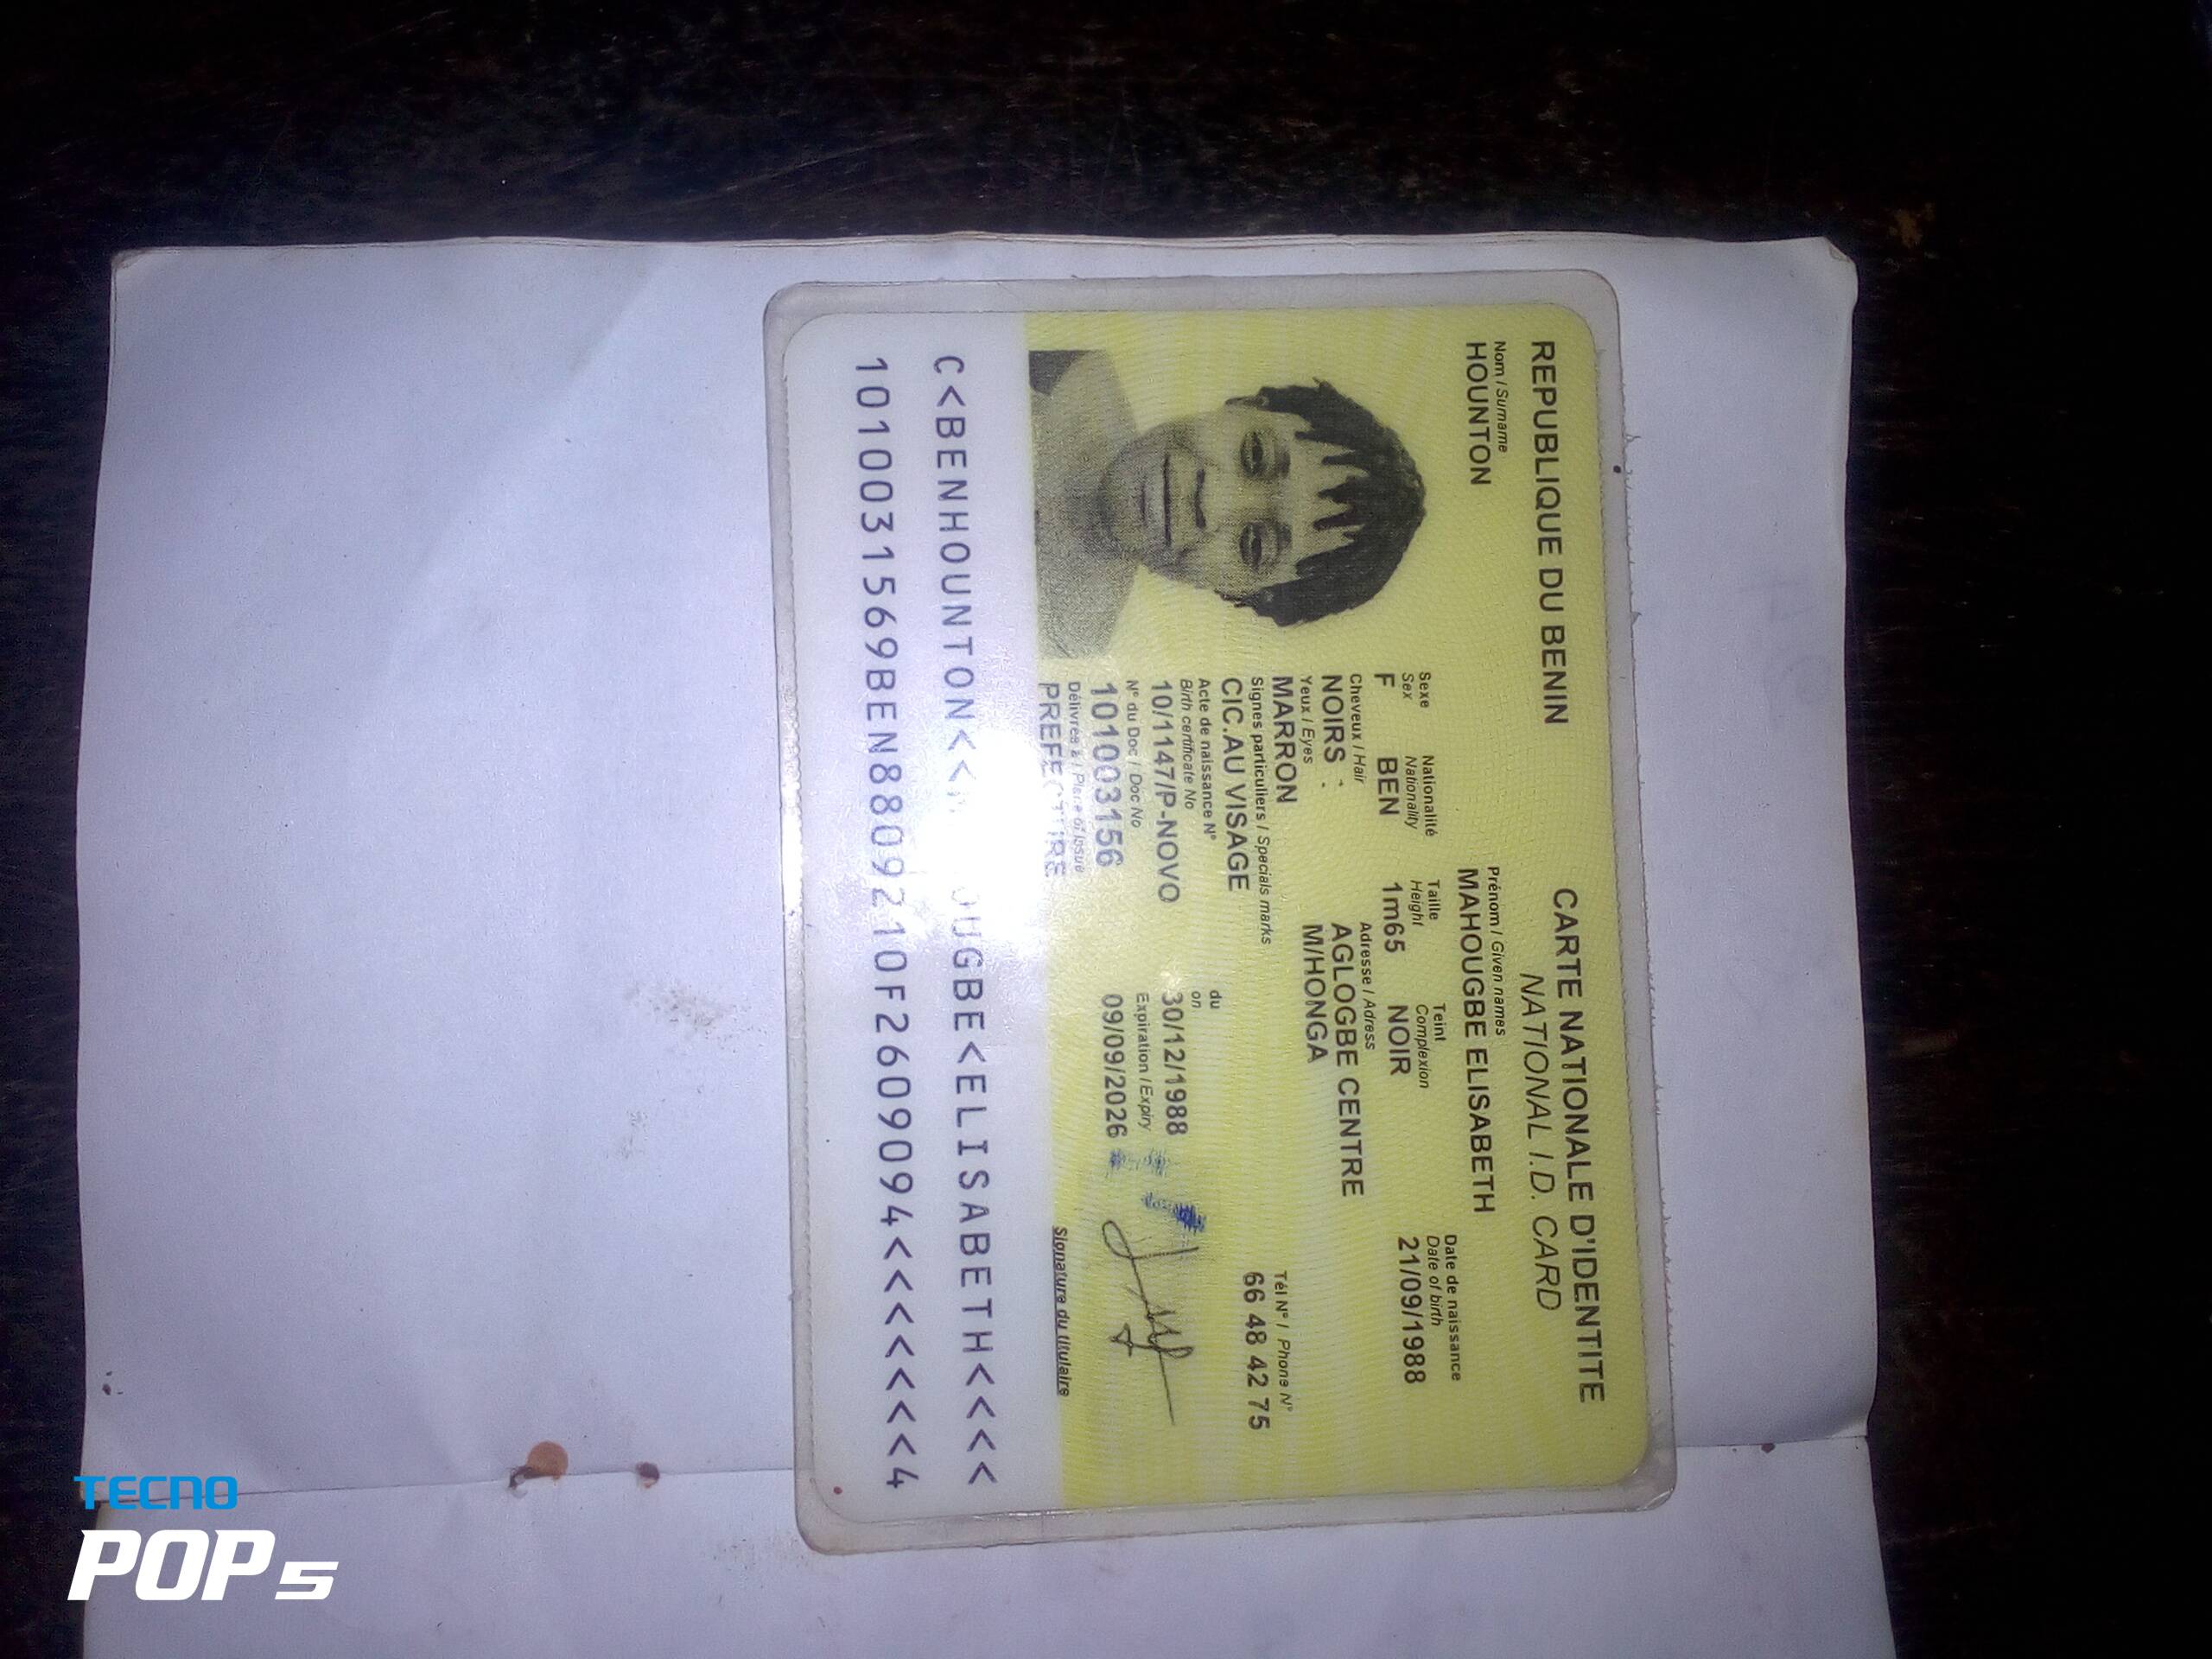 REPUBLIQUE DU BENIN
CARTE NATIONALE D'IDENTITE
NATIONAL I.D. CARD
Nom / Surname
HOUNTON
Prénom / Given names
MAHOUGBE ELISABETH
Sexe
Sex
F
Nationalité
Nationality
BEN
Taille
Height
1m65
Teint
Complexion
NOIR
Date de naissance
Date of birth
21/09/1988
Cheveux / Hair
NOIRS
Adresse / Adress
AGLOGBE CENTRE
M/HONGA
Yeux / Eyes
MARRON
Signes particuliers / Specials marks
CIC.AU VISAGE
Tél N° / Phone N°
66 48 42 75
Acte de naissance N°
Birth certificate No
10/1147/P-NOVO
du
on
30/12/1988
N° du Doc / Doc No
101003156
Expiration / Expiry
09/09/2026
Délivrée à / Place of issue
PREFECTURE
Signature du titulaire
C<BENHOUNTON<< OUGBE<ELISABETH<<<<
1010031569BEN8809210F2609094<<<<<<<4
TECNO
POP 5